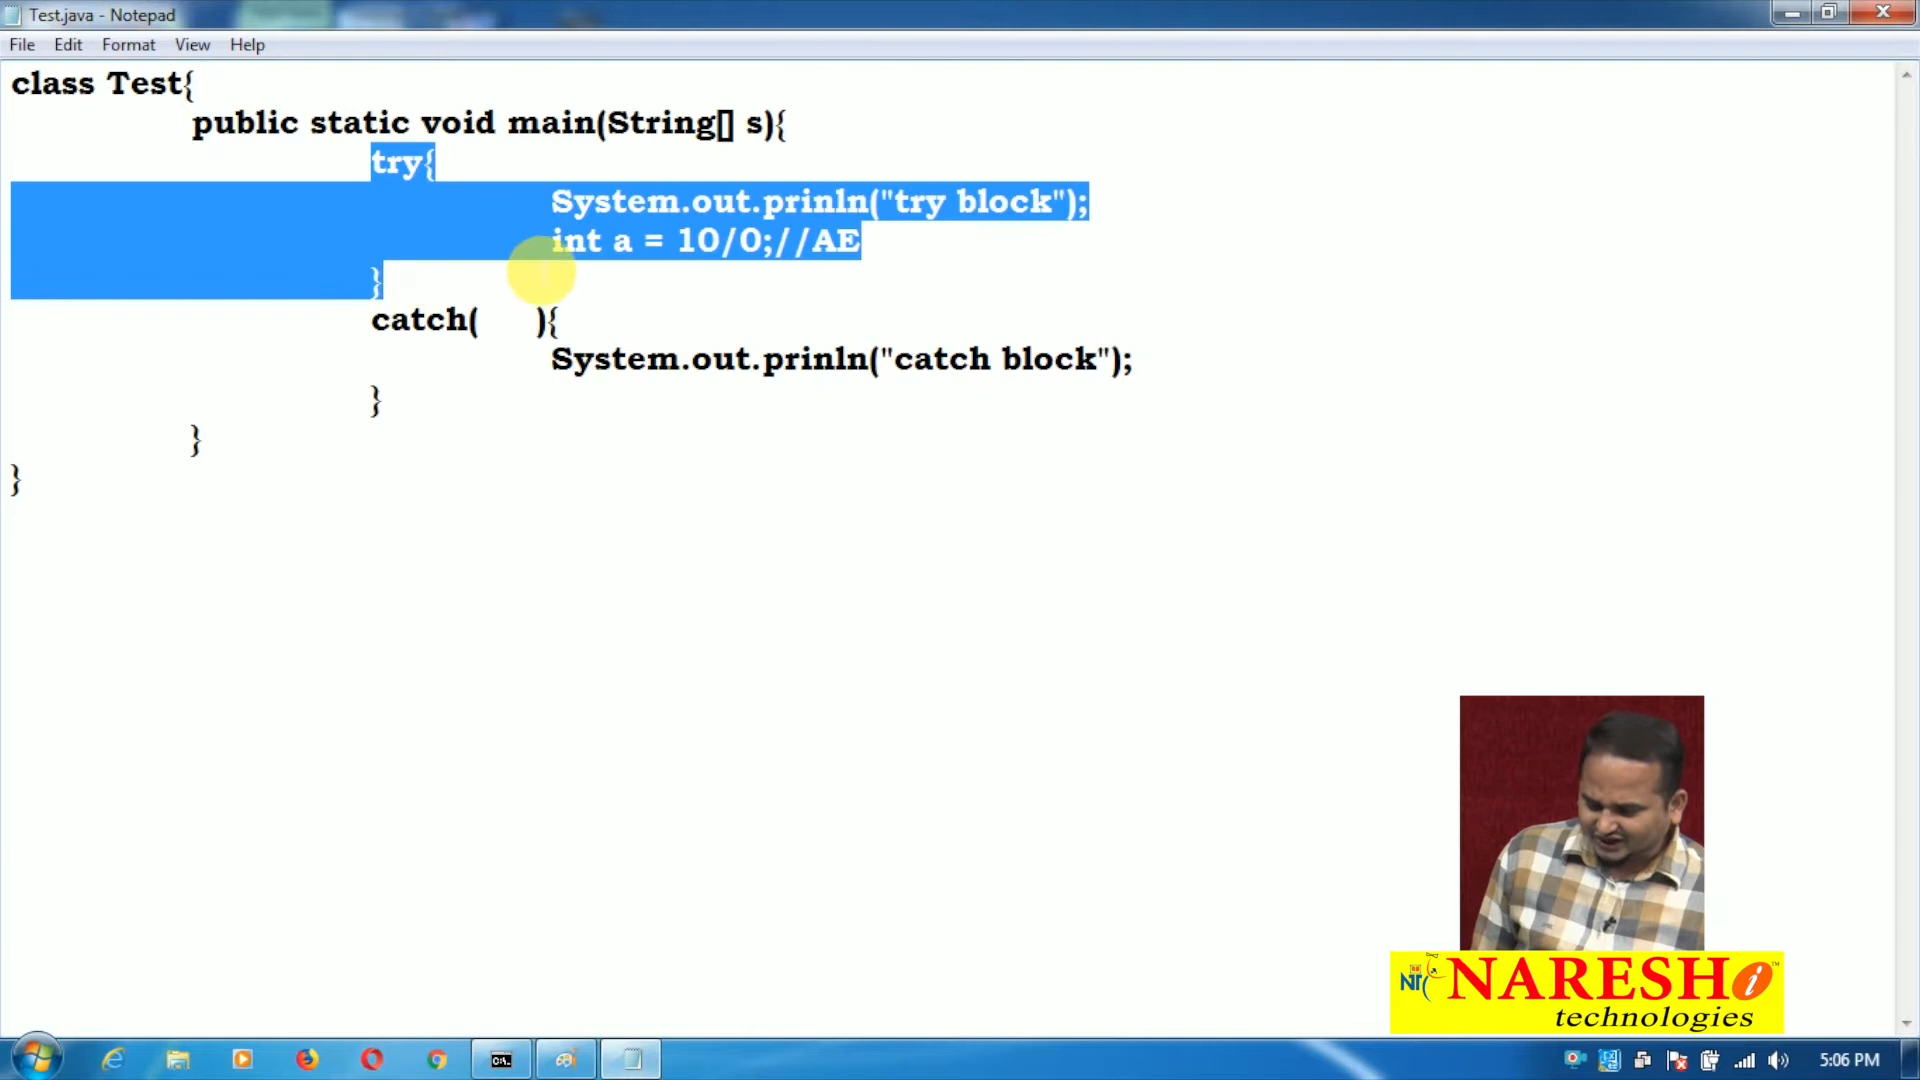 Test.java - Notepad
File Edit Format View Help
class Test{
public static void main(String[] s){
try{
System.out.prinln("try block");
int a = 10/0;//AE
}
catch( ){
System.out.prinln("catch block");
}
}
}
NARESH i ™
technologies
C:\.
5:06 PM